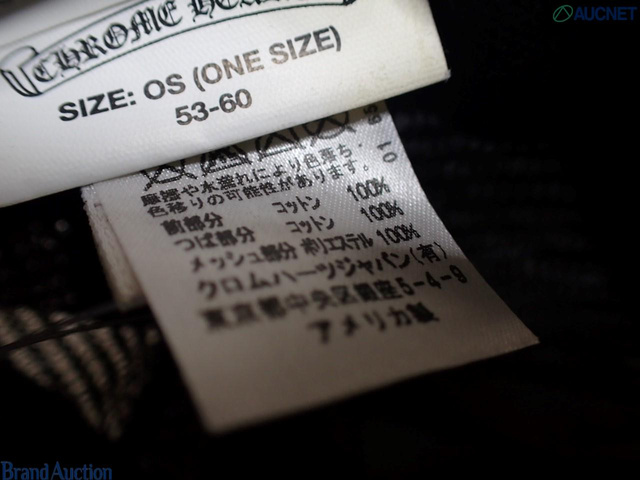 AUCNET
CHROME HEARTS
SIZE: OS (ONE SIZE)
53-60
摩擦や水濡れにより色落ち、
色移りの可能性があります。 01
前部分 コットン 100%
つば部分 コットン 100%
メッシュ部分 ポリエステル 100%
クロムハーツジャパン(有)
東京都中央区銀座5-4-9
アメリカ製
Brand Auction